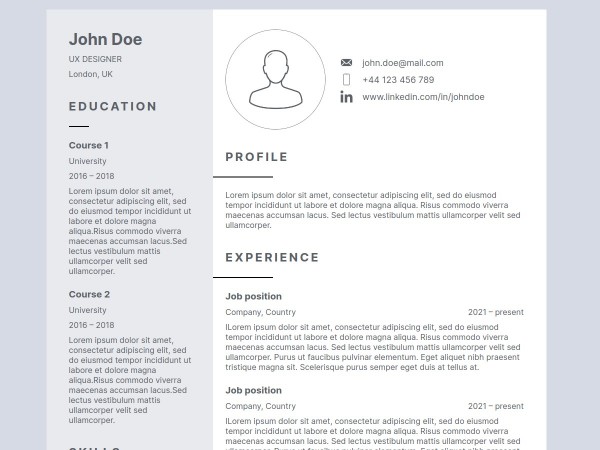 John Doe
UX DESIGNER
London, UK
EDUCATION
Course 1
University
2016 – 2018
Lorem ipsum dolor sit amet,
consectetur adipiscing elit, sed
do eiusmod tempor incididunt ut
labore et dolore magna
aliqua.Risus commodo viverra
maecenas accumsan lacus.Sed
lectus vestibulum mattis
ullamcorper velit sed
ullamcorper.
Course 2
University
2016 – 2018
Lorem ipsum dolor sit amet,
consectetur adipiscing elit, sed
do eiusmod tempor incididunt ut
labore et dolore magna
aliqua.Risus commodo viverra
maecenas accumsan lacus.Sed
lectus vestibulum mattis
ullamcorper velit sed
ullamcorper.
SKILLS
john.doe@mail.com
+44 123 456 789
in www.linkedin.com/in/johndoe
PROFILE
Lorem ipsum dolor sit amet, consectetur adipiscing elit, sed do eiusmod
tempor incididunt ut labore et dolore magna aliqua. Risus commodo viverra
maecenas accumsan lacus. Sed lectus vestibulum mattis ullamcorper velit sed
ullamcorper.
EXPERIENCE
Job position
Company, Country 2021 – present
lLorem ipsum dolor sit amet, consectetur adipiscing elit, sed do eiusmod
tempor incididunt ut labore et dolore magna aliqua. Risus commodo viverra
maecenas accumsan lacus. Sed lectus vestibulum mattis ullamcorper velit sed
ullamcorper. Purus ut faucibus pulvinar elementum. Eget aliquet nibh praesent
tristique magna sit. Scelerisque purus semper eget duis at tellus at.
Job position
Company, Country 2021 – present
Lorem ipsum dolor sit amet, consectetur adipiscing elit, sed do eiusmod
tempor incididunt ut labore et dolore magna aliqua. Risus commodo viverra
maecenas accumsan lacus. Sed lectus vestibulum mattis ullamcorper velit sed